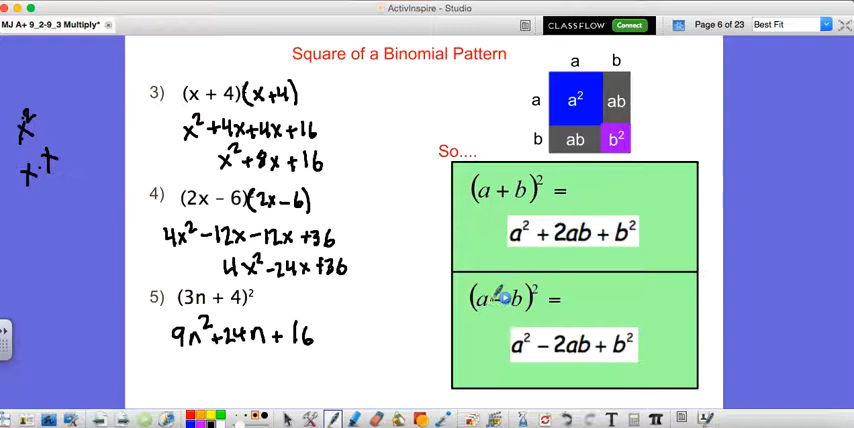 ActivInspire - Studio
MJ A+ 9_2-9_3 Multiply*
CLASSFLOW Connect
Page 6 of 23
Best Fit
Square of a Binomial Pattern
x²
x·x
3) (x + 4)(x+4)
x²+4x+4x+16
x²+8x+16
4) (2x – 6)(2x-6)
4x²-12x-12x+36
4x²-24x+36
5) (3n + 4)²
9n²+24n+16
a b
a a² ab
b ab b²
So....
(a + b)² =
a² + 2ab + b²
(a – b)² =
a² − 2ab + b²